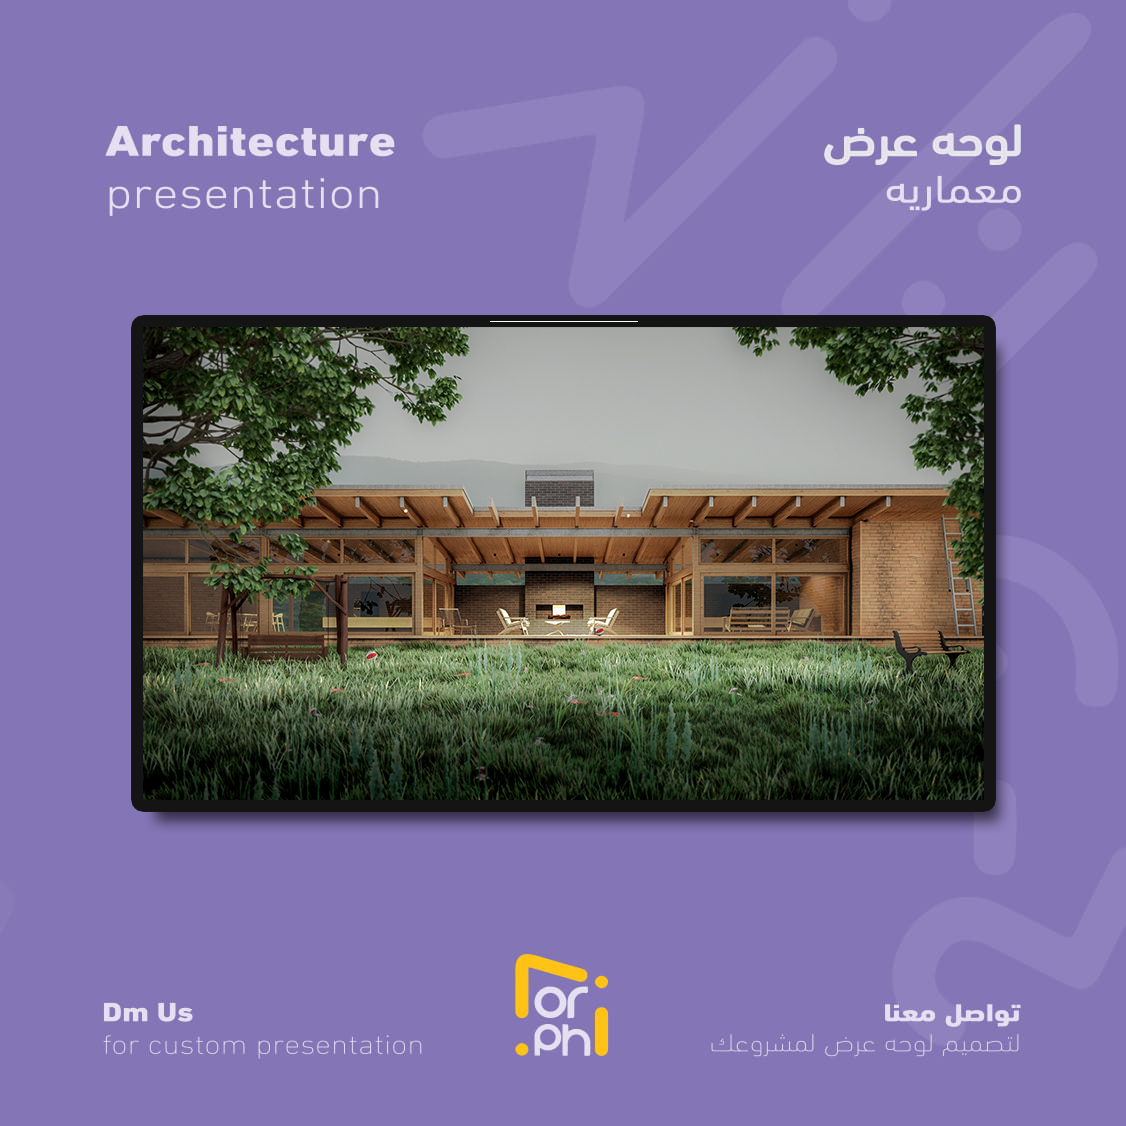 Architecture
presentation
لوحه عرض
معماريه
Dm Us
for custom presentation
or
ph
تواصل معنا
لتصميم لوحه عرض لمشروعك